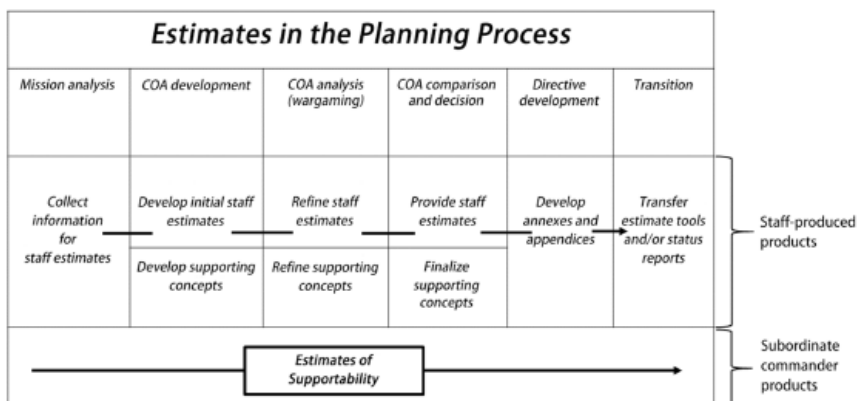 Estimates in the Planning Process
Mission analysis
COA development
COA analysis
(wargaming)
COA comparison
and decision
Directive
development
Transition
Collect
information
for
staff estimates
Develop initial staff
estimates
Refine staff
estimates
Provide staff
estimates
Develop
annexes and
appendices
Transfer
estimate tools
and/or status
reports
Develop supporting
concepts
Refine supporting
concepts
Finalize
supporting
concepts
Staff-produced
products
Estimates of
Supportability
Subordinate
commander
products